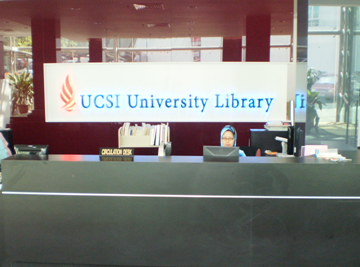 UCSI University Library
CIRCULATION DESK